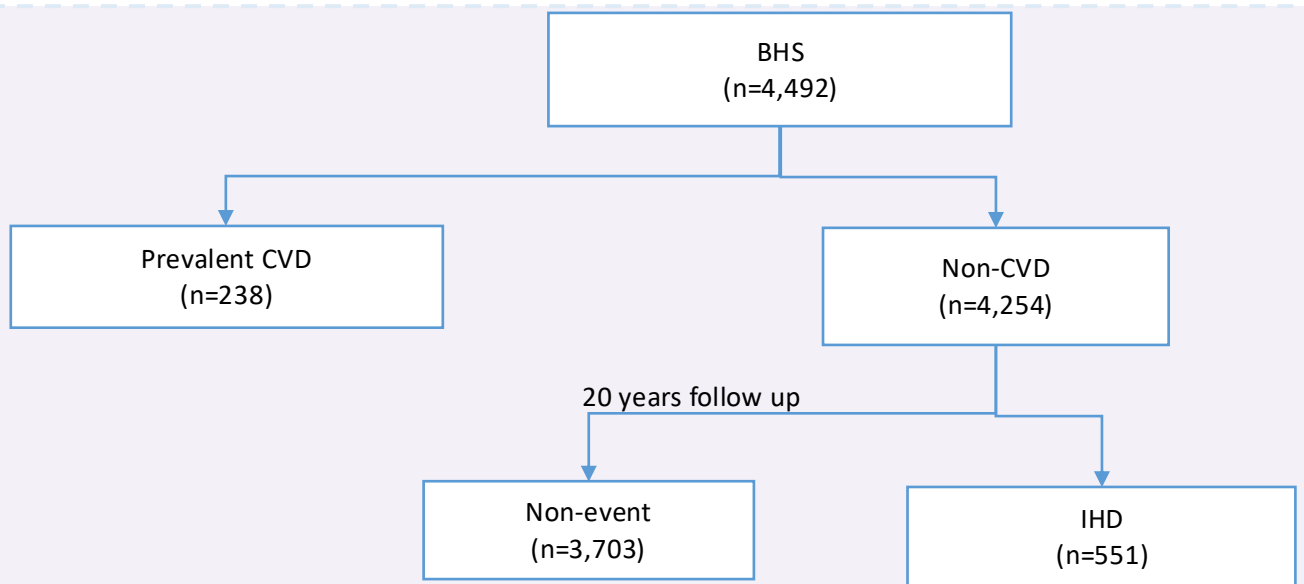 BHS
(n=4,492)
Prevalent CVD
(n=238)
Non-CVD
(n=4,254)
20 years follow up
Non-event
(n=3,703)
IHD
(n=551)